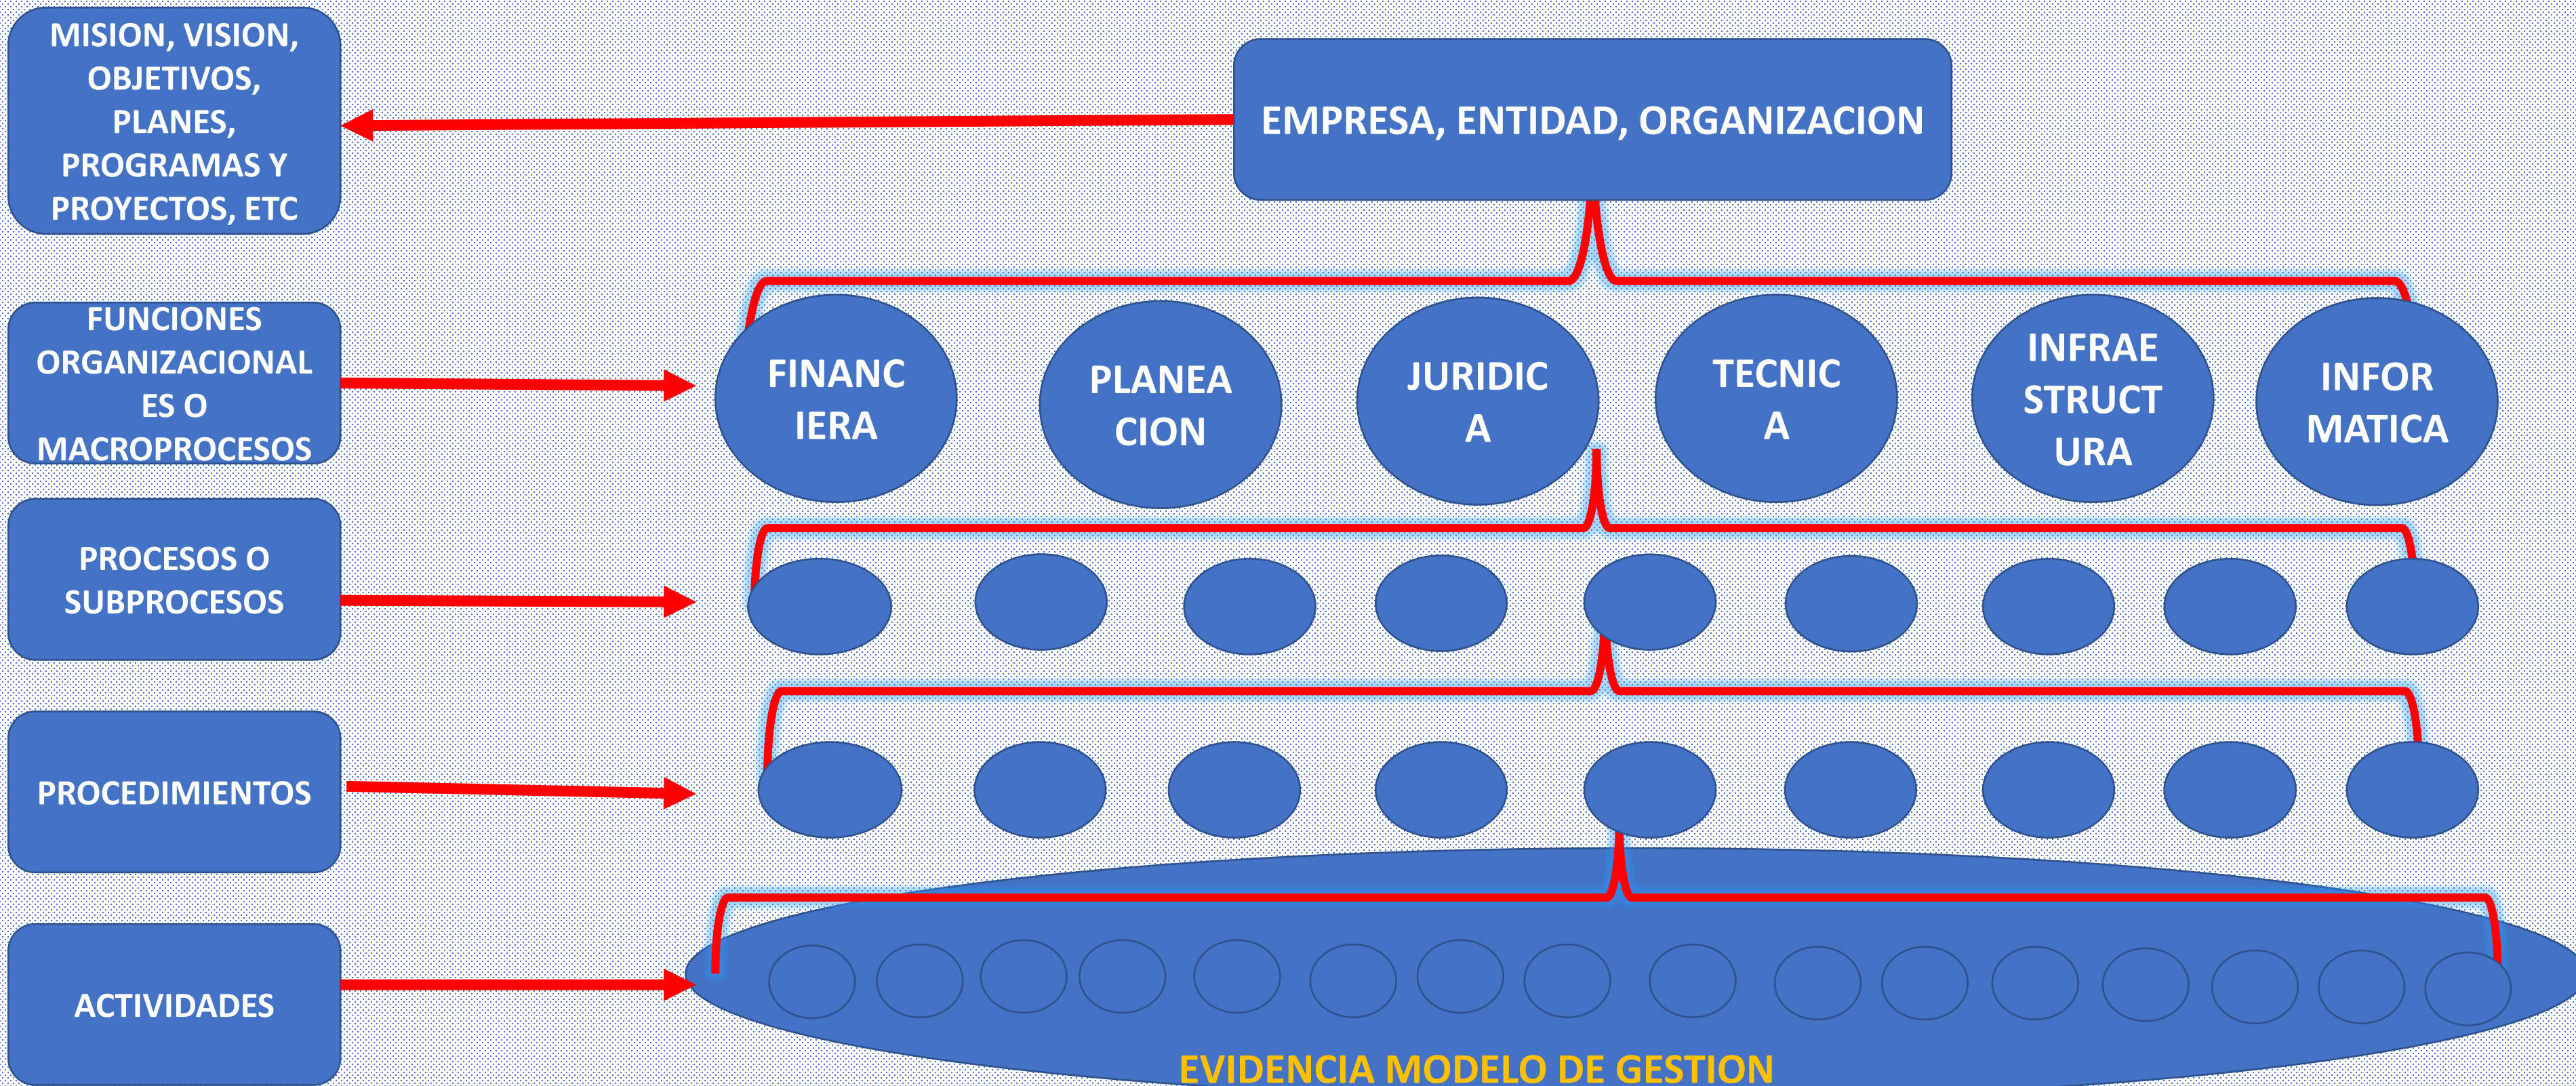 MISION, VISION,
OBJETIVOS,
PLANES,
PROGRAMAS Y
PROYECTOS, ETC
EMPRESA, ENTIDAD, ORGANIZACION
FUNCIONES
ORGANIZACIONAL
ES O
MACROPROCESOS
FINANC
IERA
PLANEA
CION
JURIDIC
A
TECNIC
A
INFRAE
STRUCT
URA
INFOR
MATICA
PROCESOS O
SUBPROCESOS
PROCEDIMIENTOS
ACTIVIDADES
EVIDENCIA MODELO DE GESTION